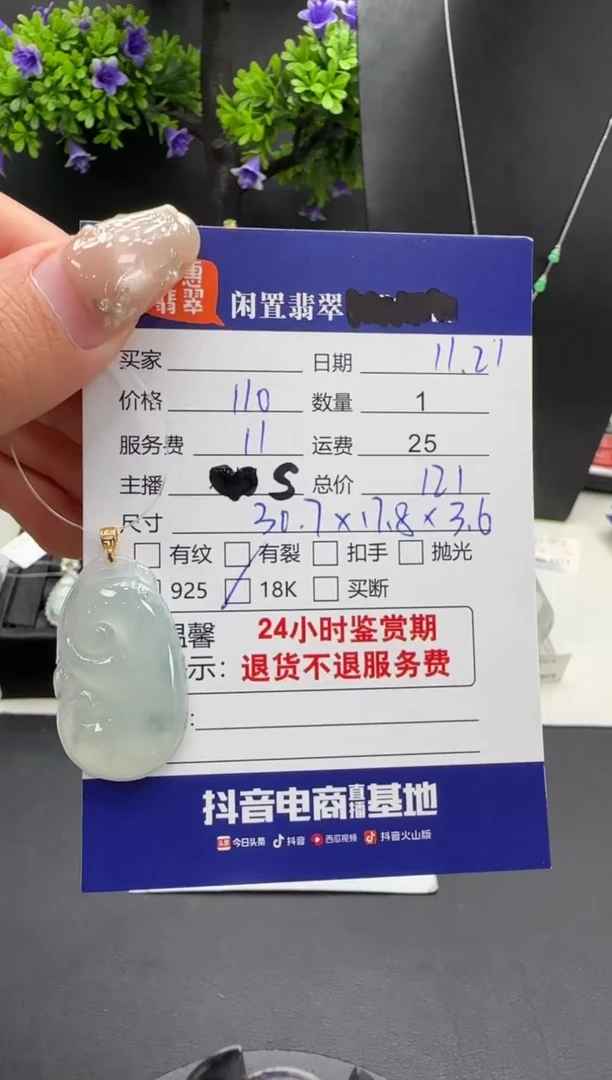 惠
翡翠 闲置翡翠
买家 日期 11.21
价格 110 数量 1
服务费 11 运费 25
主播 S 总价 121
尺寸 30.7×17.8×3.6
有纹 有裂 扣手 抛光
925 18K 买断
温馨 24小时鉴赏期
示: 退货不退服务费
:
抖音电商直播基地
头条 今日头条 抖音 西瓜视频 抖音火山版